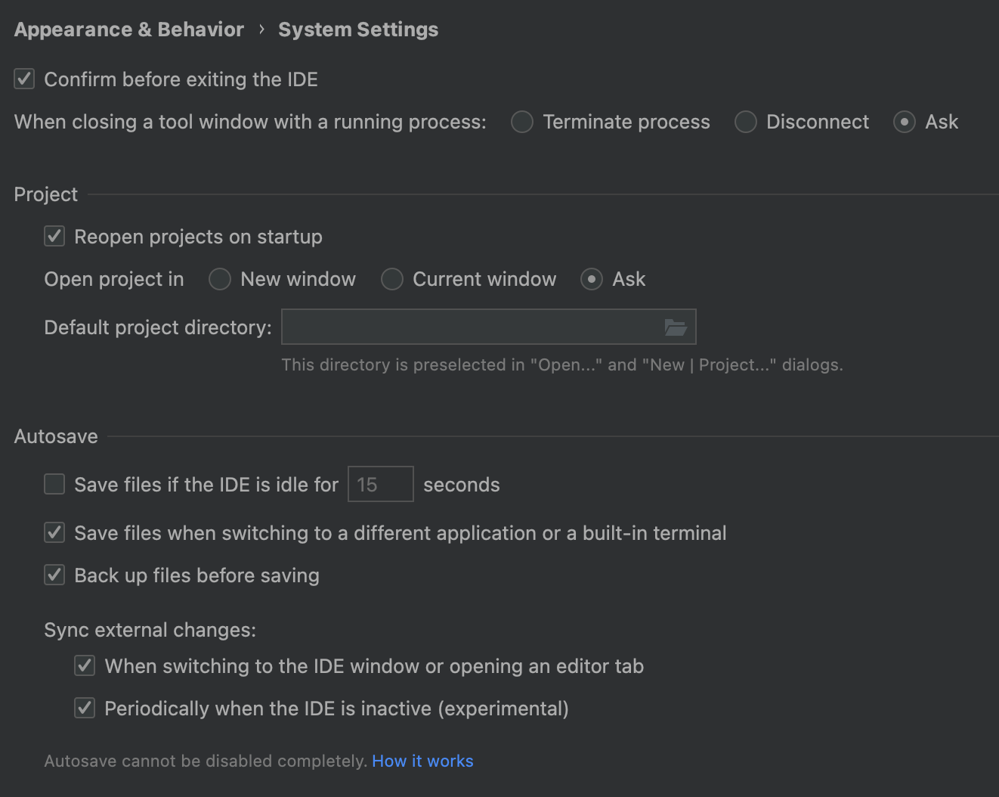 Appearance & Behavior › System Settings
Confirm before exiting the IDE
When closing a tool window with a running process: Terminate process Disconnect Ask
Project
Reopen projects on startup
Open project in New window Current window Ask
Default project directory:
This directory is preselected in "Open..." and "New | Project..." dialogs.
Autosave
Save files if the IDE is idle for 15 seconds
Save files when switching to a different application or a built-in terminal
Back up files before saving
Sync external changes:
When switching to the IDE window or opening an editor tab
Periodically when the IDE is inactive (experimental)
Autosave cannot be disabled completely. How it works